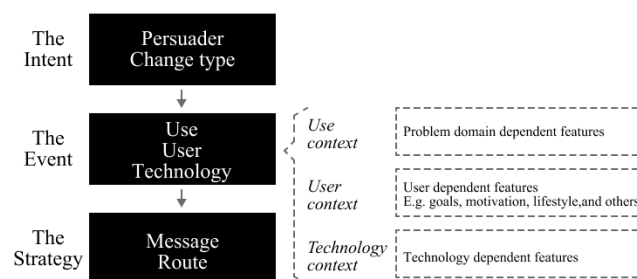 The
Intent
Persuader
Change type
The
Event
Use
User
Technology
Use
context
Problem domain dependent features
User
context
User dependent features
E.g. goals, motivation, lifestyle,and others
The
Strategy
Message
Route
Technology
context
Technology dependent features